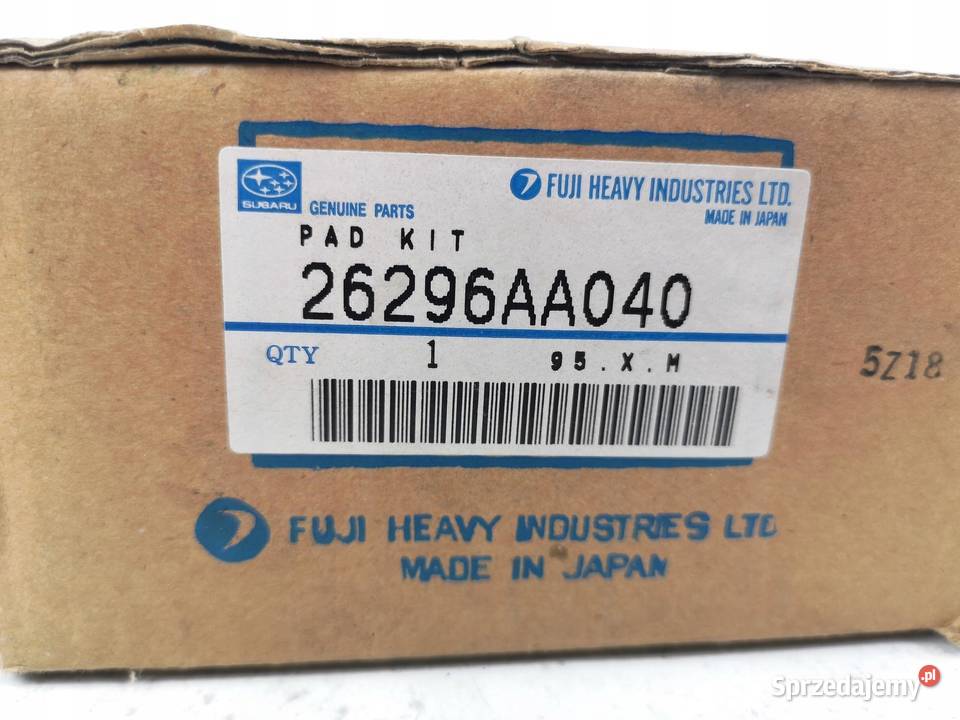 SUBARU
GENUINE PARTS
FUJI HEAVY INDUSTRIES LTD.
MADE IN JAPAN
PAD KIT
26296AA040
QTY 1 95.X.M
5Z18
FUJI HEAVY INDUSTRIES LTD
MADE IN JAPAN
Sprzedajemy.pl